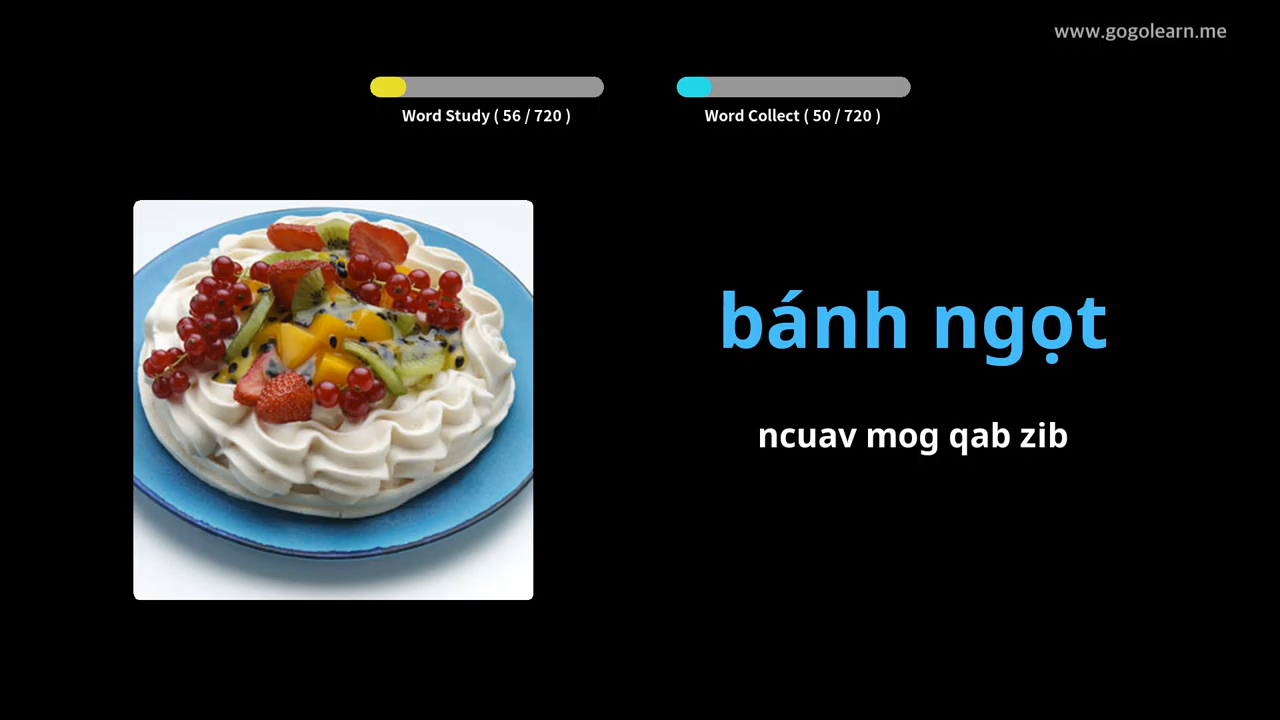 www.gogolearn.me
Word Study ( 56 / 720 )
Word Collect ( 50 / 720 )
bánh ngọt
ncuav mog qab zib